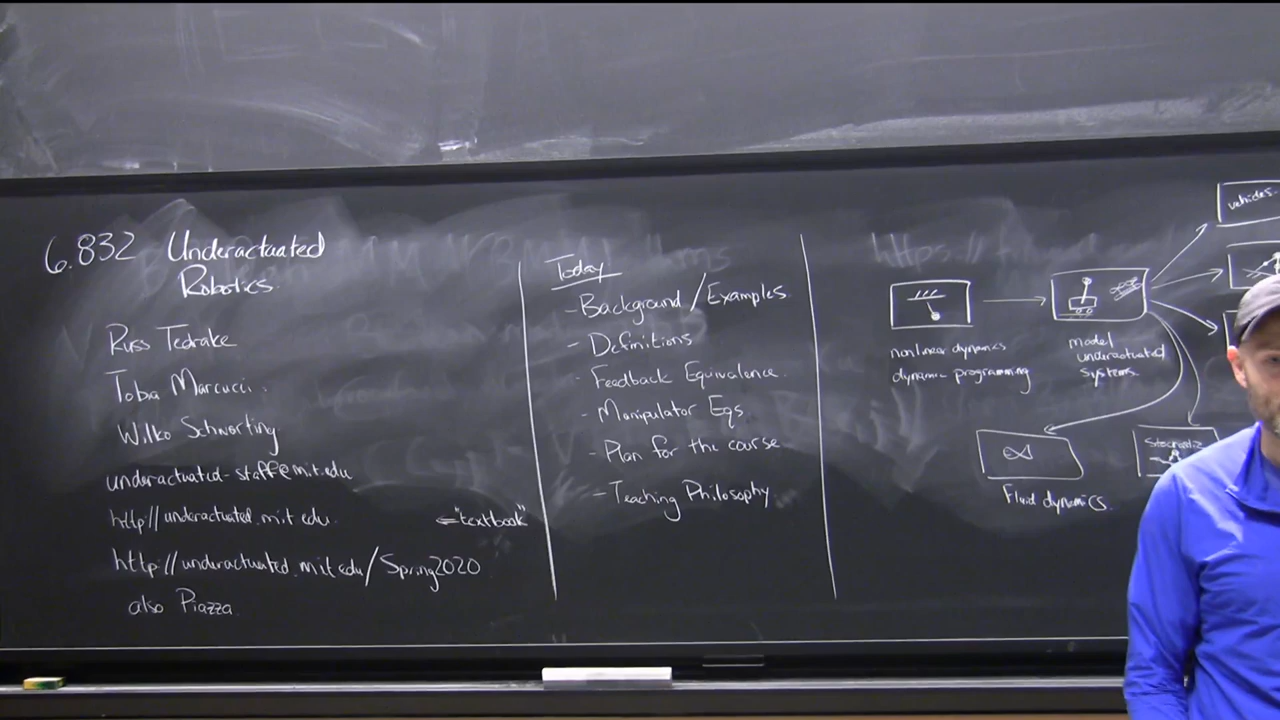 6.832 Underactuated
Robotics
Russ Tedrake
Tobia Marcucci
Wilko Schwarting
underactuated-staff@mit.edu
http://underactuated.mit.edu
⇐"textbook"
http://underactuated.mit.edu/Spring2020
also Piazza
Today
- Background/Examples
- Definitions
- Feedback Equivalence
- Manipulator Eqs
- Plan for the course
- Teaching Philosophy
vehicles
nonlinear dynamics
dynamic programming
model
underactuated
systems
Fluid dynamics